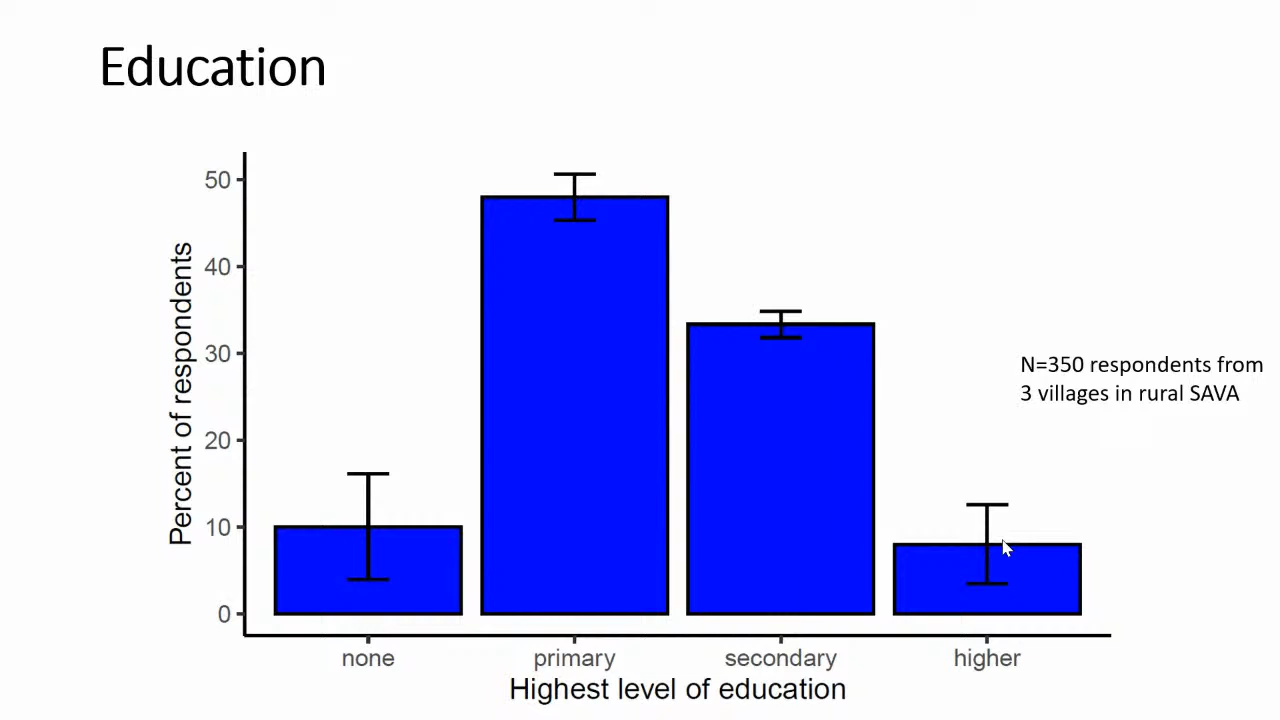 Education
Percent of respondents
50
40
30
20
10
0
none primary secondary higher
Highest level of education
N=350 respondents from
3 villages in rural SAVA